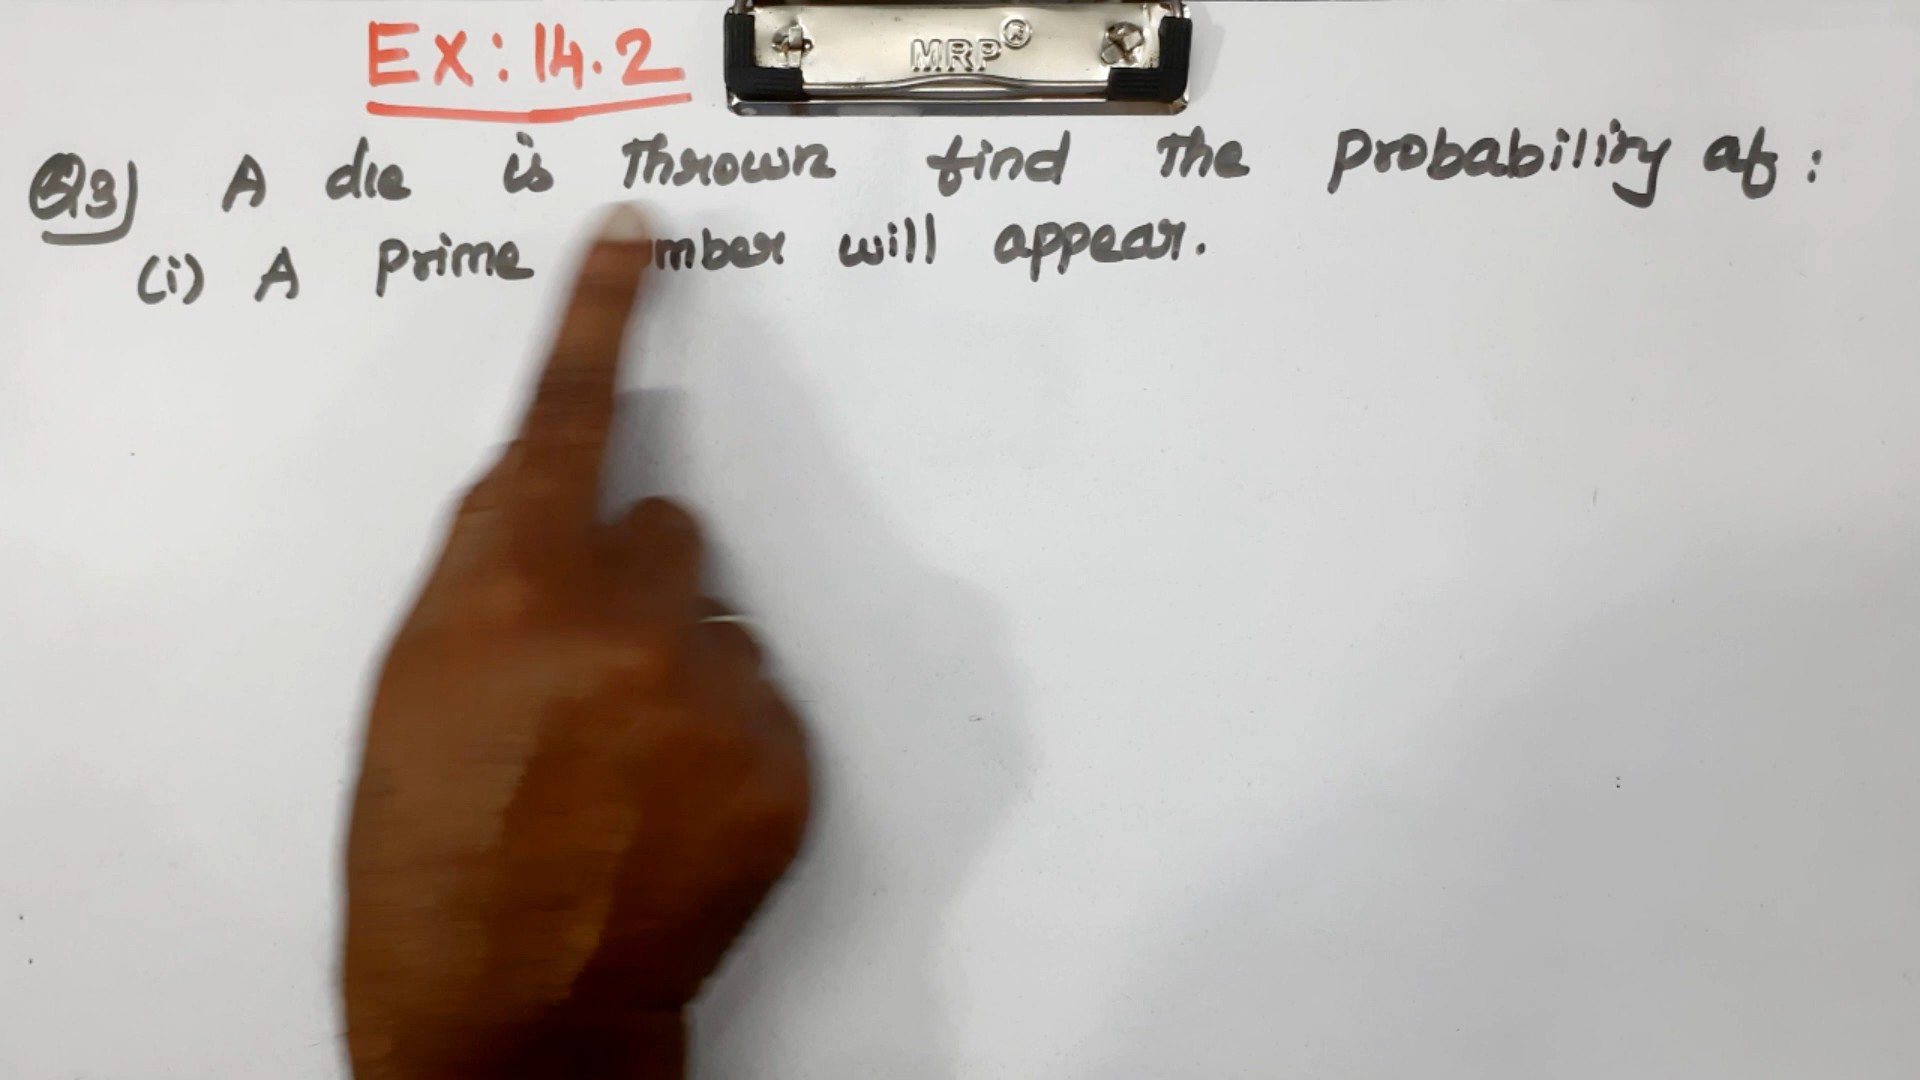 Ex: 14.2
MRP®
Q3) A die is Thrown find The Probability of :
(i) A Prime mber will appear.